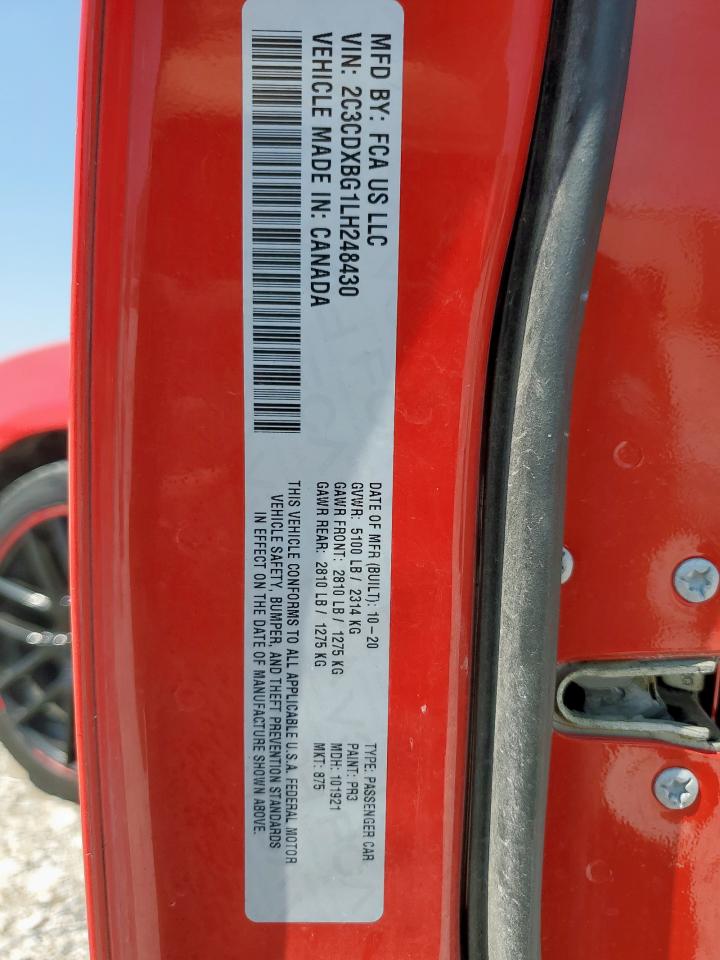 MFD BY: FCA US LLC
VIN: 2C3CDXBG1LH248430
VEHICLE MADE IN: CANADA
DATE OF MFR (BUILT): 10-20
GVWR: 5100 LB / 2314 KG
GAWR FRONT: 2810 LB / 1275 KG
GAWR REAR: 2810 LB / 1275 KG
THIS VEHICLE CONFORMS TO ALL APPLICABLE U.S.A. FEDERAL MOTOR
VEHICLE SAFETY, BUMPER, AND THEFT PREVENTION STANDARDS
IN EFFECT ON THE DATE OF MANUFACTURE SHOWN ABOVE.
TYPE: PASSENGER CAR
PAINT: PR3
MDH: 101921
MKT: 875